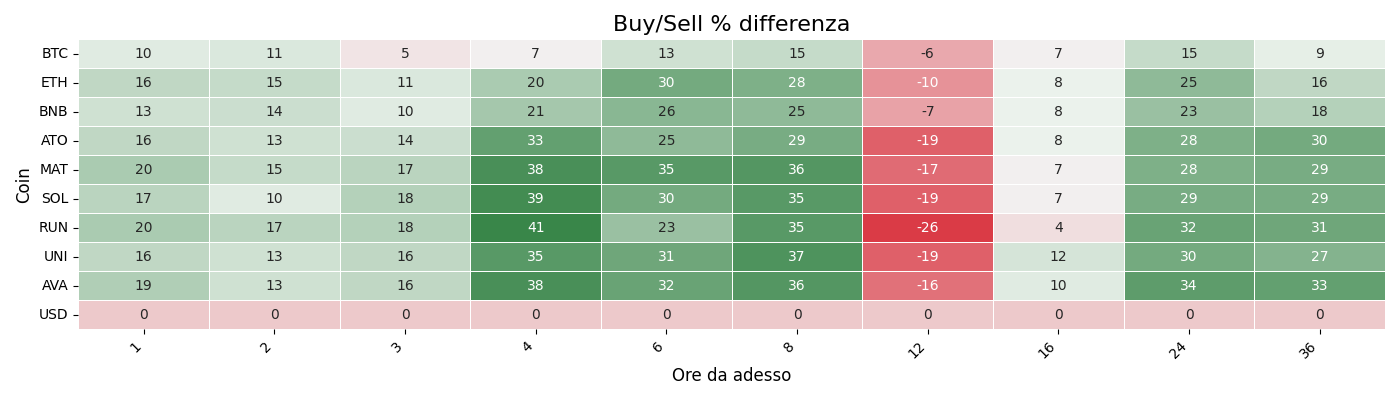 Buy/Sell % differenza
Coin
BTC 10 11 5 7 13 15 -6 7 15 9
ETH 16 15 11 20 30 28 -10 8 25 16
BNB 13 14 10 21 26 25 -7 8 23 18
ATO 16 13 14 33 25 29 -19 8 28 30
MAT 20 15 17 38 35 36 -17 7 28 29
SOL 17 10 18 39 30 35 -19 7 29 29
RUN 20 17 18 41 23 35 -26 4 32 31
UNI 16 13 16 35 31 37 -19 12 30 27
AVA 19 13 16 38 32 36 -16 10 34 33
USD 0 0 0 0 0 0 0 0 0 0
1 2 3 4 6 8 12 16 24 36
Ore da adesso